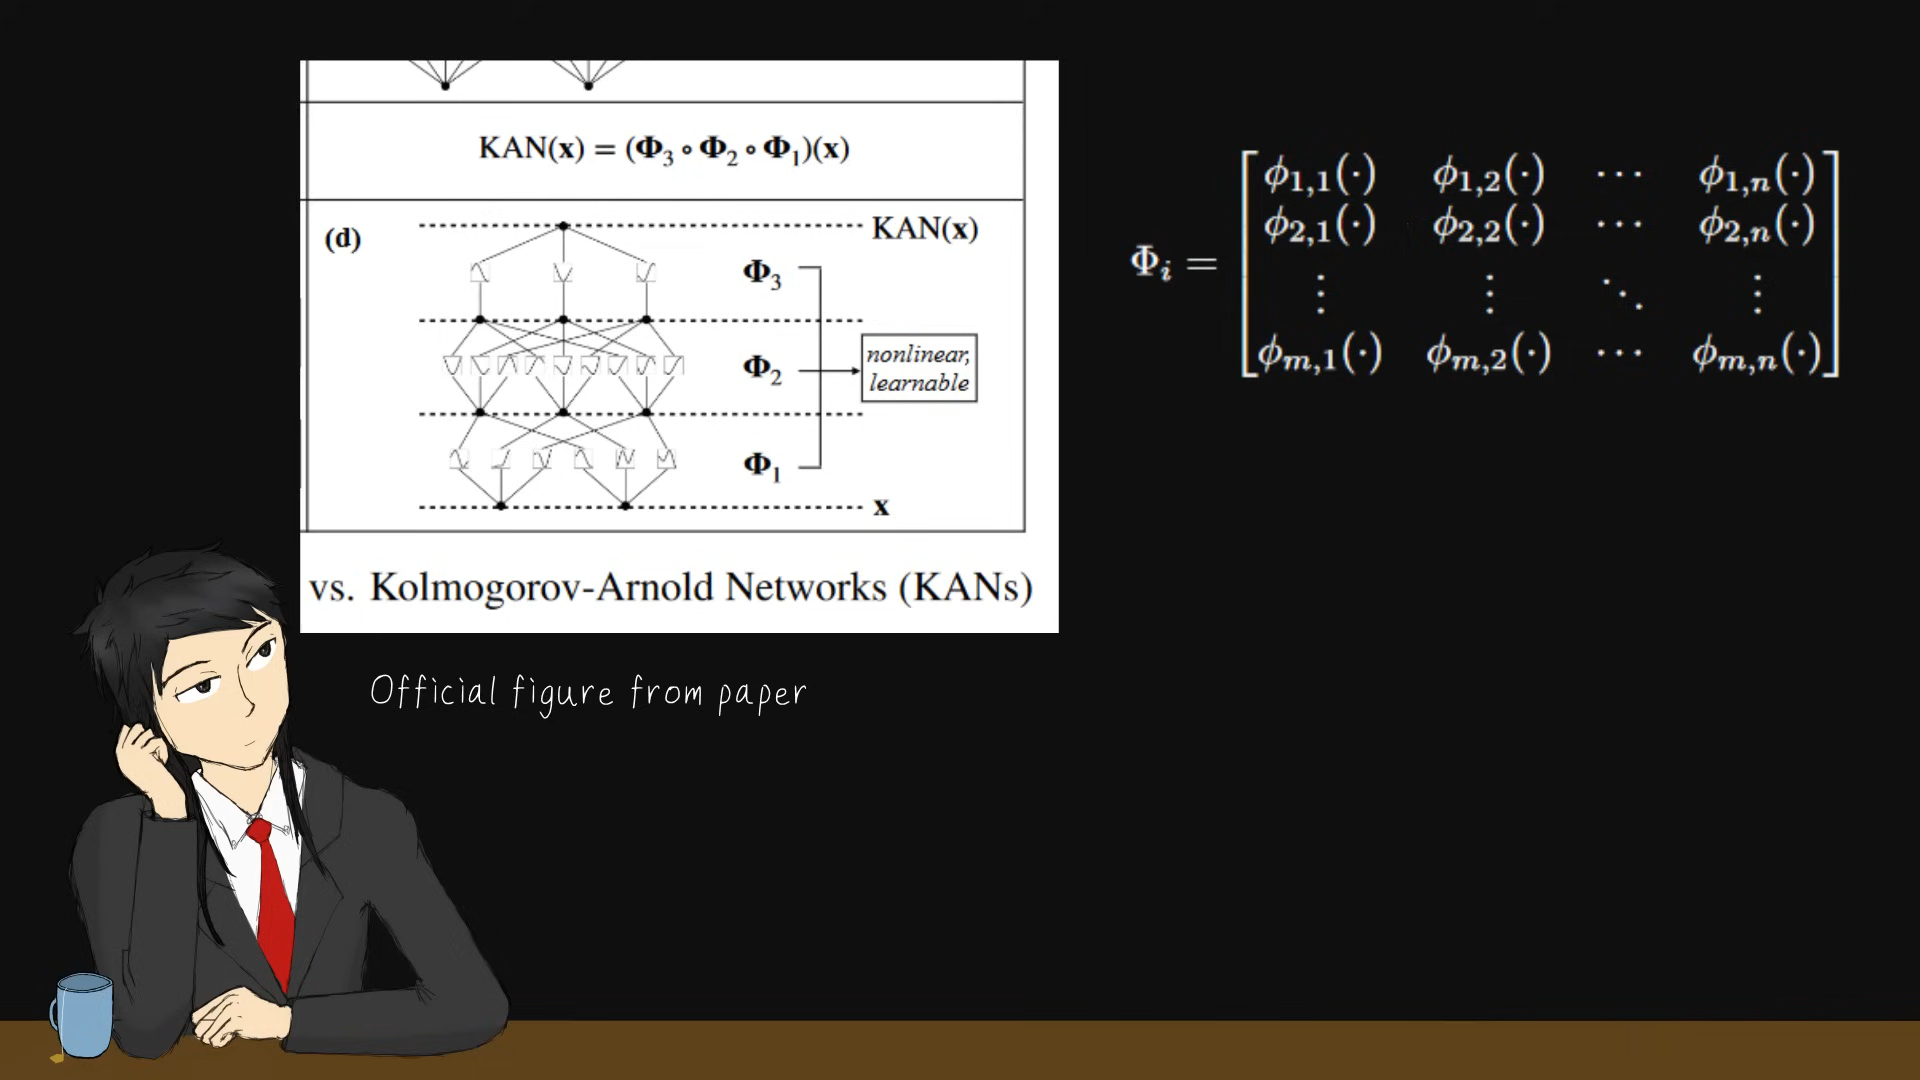 KAN(x) = (Φ₃ ∘ Φ₂ ∘ Φ₁)(x)
(d)
KAN(x)
Φ₃
nonlinear,
learnable
Φ₂
Φ₁
x
vs. Kolmogorov-Arnold Networks (KANs)
Official figure from paper
Φᵢ =
ϕ₁,₁(·) ϕ₁,₂(·) ⋯ ϕ₁,ₙ(·)
ϕ₂,₁(·) ϕ₂,₂(·) ⋯ ϕ₂,ₙ(·)
⋮ ⋮ ⋱ ⋮
ϕₘ,₁(·) ϕₘ,₂(·) ⋯ ϕₘ,ₙ(·)